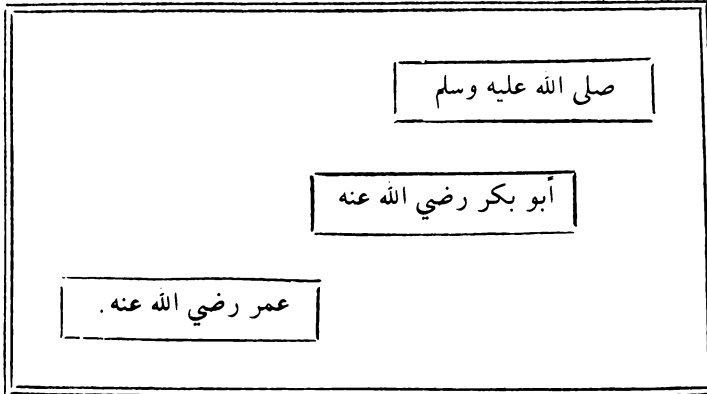 صلى الله عليه وسلم
أبو بكر رضي الله عنه
عمر رضي الله عنه.